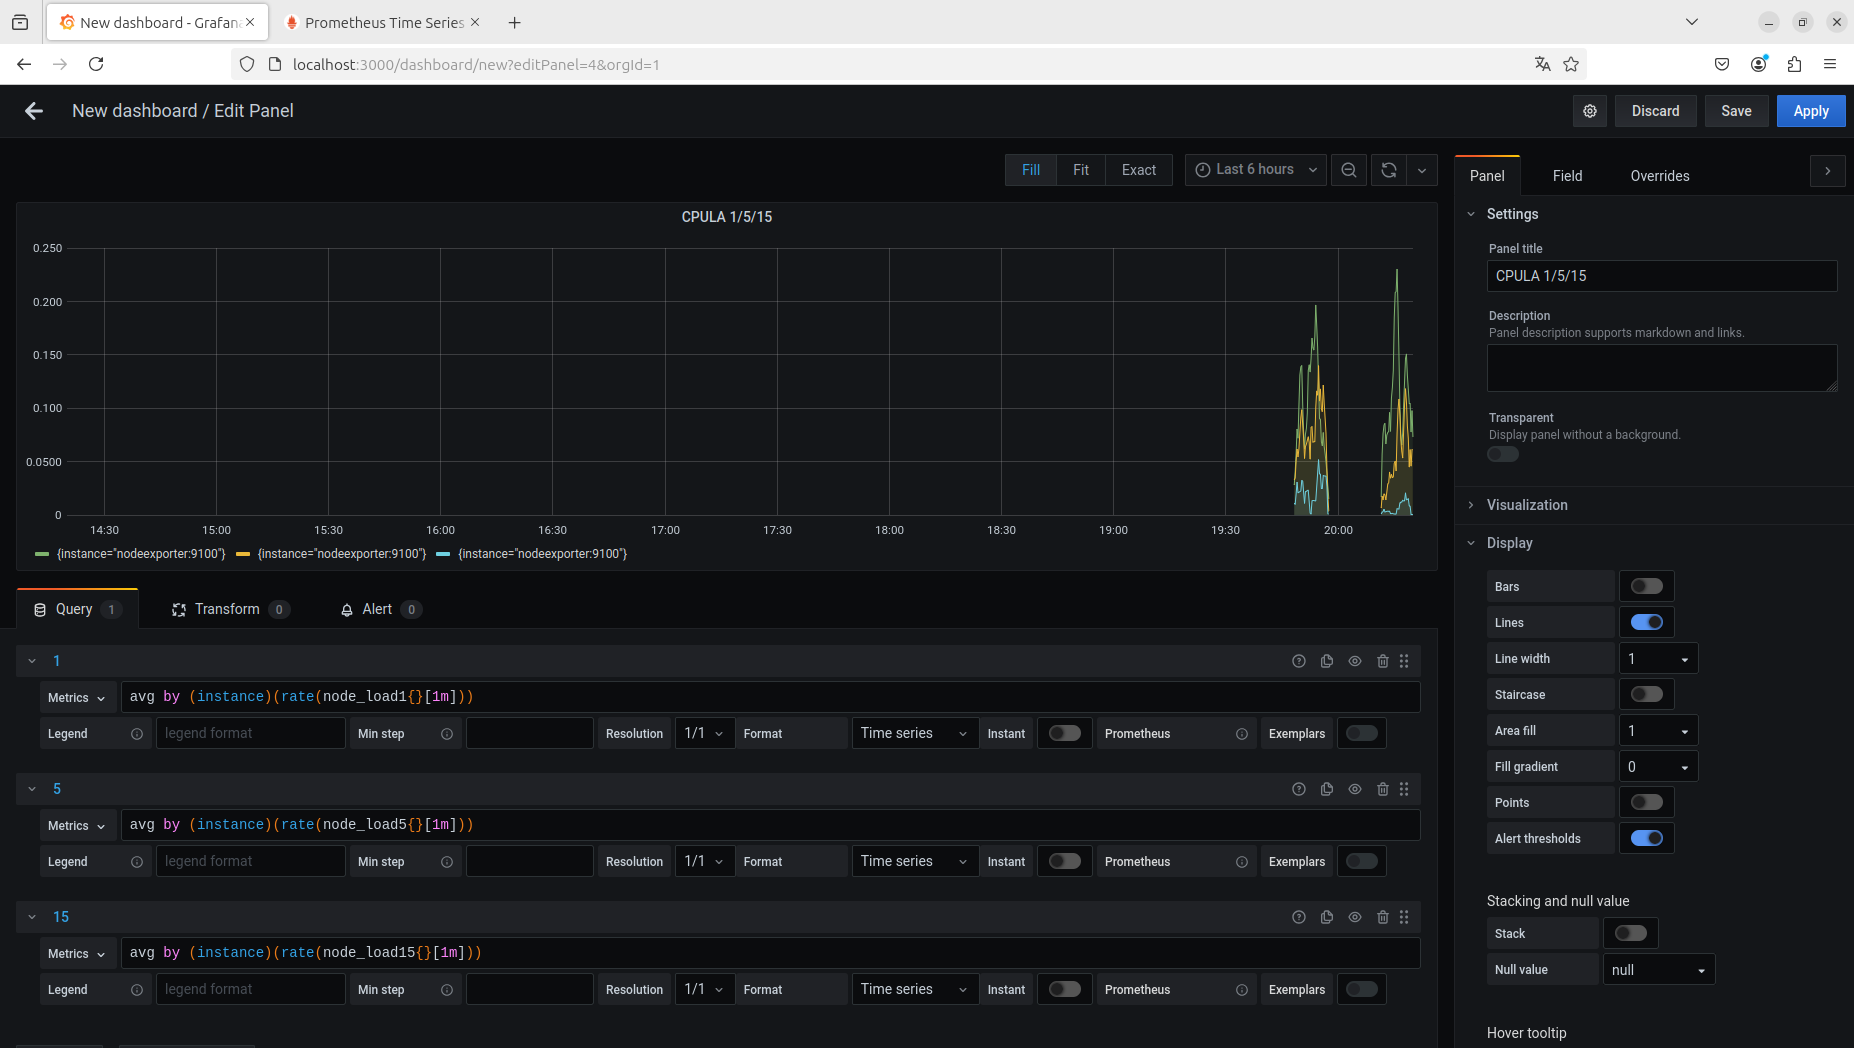 New dashboard - Grafan
Prometheus Time Series
localhost:3000/dashboard/new?editPanel=4&orgId=1
New dashboard / Edit Panel
Discard
Save
Apply
Fill
Fit
Exact
Last 6 hours
CPULA 1/5/15
0.250
0.200
0.150
0.100
0.0500
0
14:30 15:00 15:30 16:00 16:30 17:00 17:30 18:00 18:30 19:00 19:30 20:00
{instance="nodeexporter:9100"} {instance="nodeexporter:9100"} {instance="nodeexporter:9100"}
Query 1
Transform 0
Alert 0
1
Metrics
avg by (instance)(rate(node_load1{}[1m]))
Legend legend format Min step Resolution 1/1 Format Time series Instant Prometheus Exemplars
5
Metrics
avg by (instance)(rate(node_load5{}[1m]))
Legend legend format Min step Resolution 1/1 Format Time series Instant Prometheus Exemplars
15
Metrics
avg by (instance)(rate(node_load15{}[1m]))
Legend legend format Min step Resolution 1/1 Format Time series Instant Prometheus Exemplars
Panel
Field
Overrides
Settings
Panel title
CPULA 1/5/15
Description
Panel description supports markdown and links.
Transparent
Display panel without a background.
Visualization
Display
Bars
Lines
Line width 1
Staircase
Area fill 1
Fill gradient 0
Points
Alert thresholds
Stacking and null value
Stack
Null value null
Hover tooltip